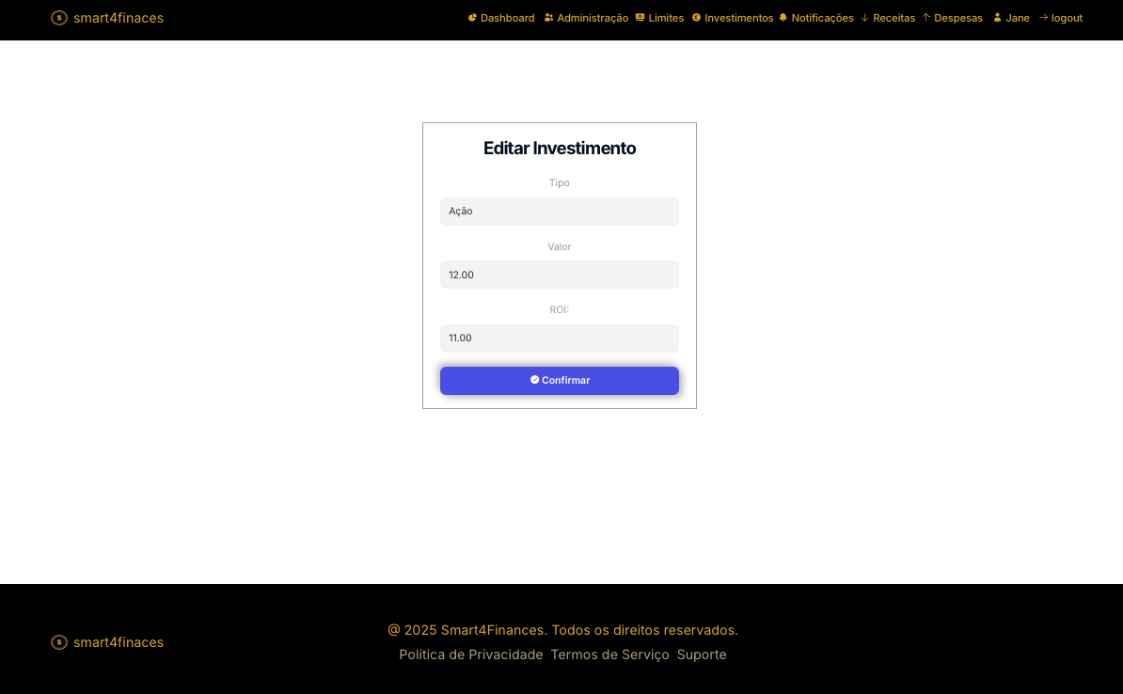 smart4finaces
Dashboard Administração Limites Investimentos Notificações Receitas Despesas Jane logout
Editar Investimento
Tipo
Ação
Valor
12.00
ROI:
11.00
Confirmar
@ 2025 Smart4Finances. Todos os direitos reservados.
smart4finaces
Política de Privacidade Termos de Serviço Suporte